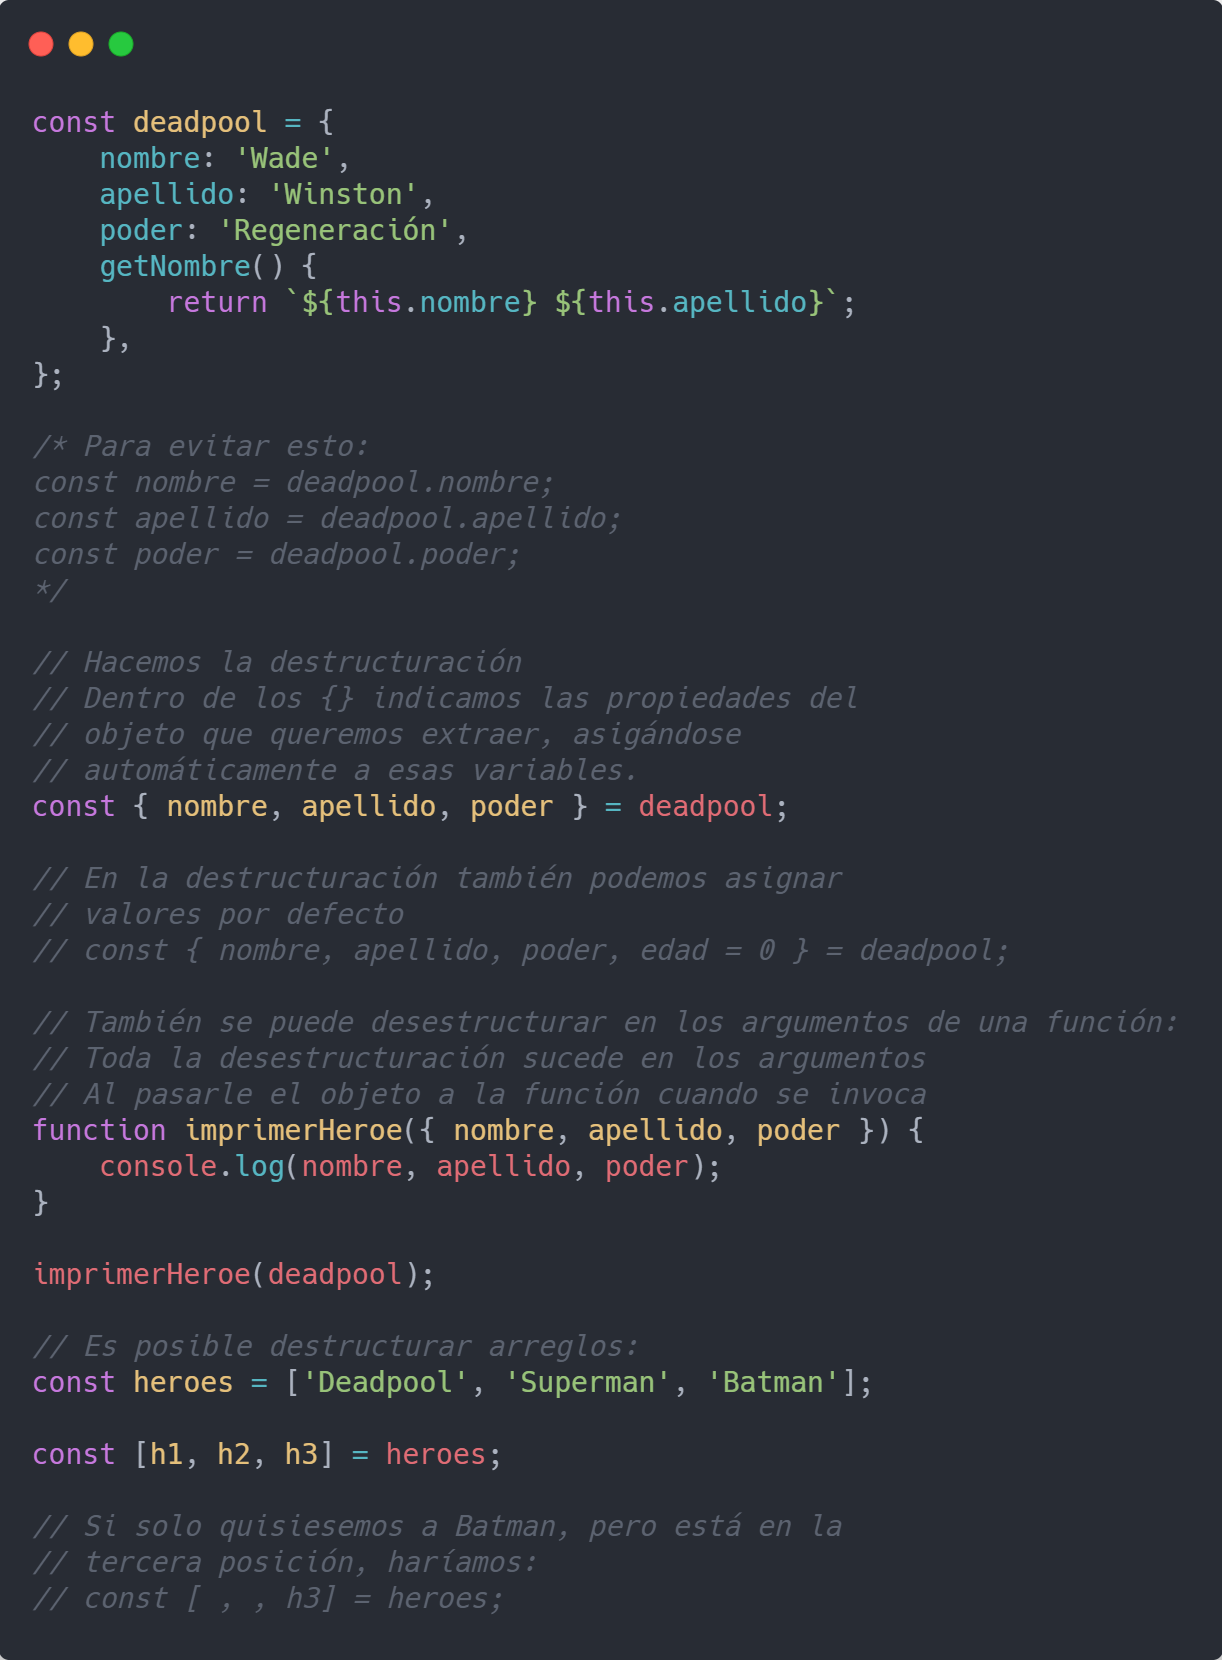 const deadpool = {
    nombre: 'Wade',
    apellido: 'Winston',
    poder: 'Regeneración',
    getNombre() {
        return `${this.nombre} ${this.apellido}`;
    },
};

/* Para evitar esto:
const nombre = deadpool.nombre;
const apellido = deadpool.apellido;
const poder = deadpool.poder;
*/

// Hacemos la destructuración
// Dentro de los {} indicamos las propiedades del
// objeto que queremos extraer, asigándose
// automáticamente a esas variables.
const { nombre, apellido, poder } = deadpool;

// En la destructuración también podemos asignar
// valores por defecto
// const { nombre, apellido, poder, edad = 0 } = deadpool;

// También se puede desestructurar en los argumentos de una función:
// Toda la desestructuración sucede en los argumentos
// Al pasarle el objeto a la función cuando se invoca
function imprimerHeroe({ nombre, apellido, poder }) {
    console.log(nombre, apellido, poder);
}

imprimerHeroe(deadpool);

// Es posible destructurar arreglos:
const heroes = ['Deadpool', 'Superman', 'Batman'];

const [h1, h2, h3] = heroes;

// Si solo quisiesemos a Batman, pero está en la
// tercera posición, haríamos:
// const [ , , h3] = heroes;